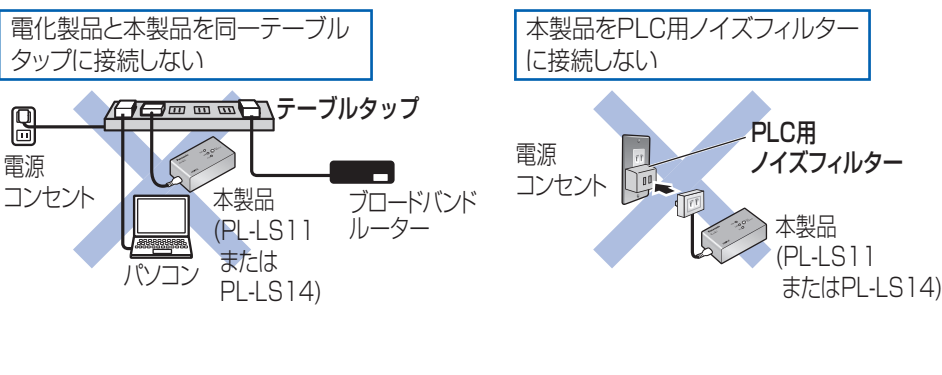 電化製品と本製品を同一テーブル
タップに接続しない
テーブルタップ
電源
コンセント
本製品
(PL-LS11
または
PL-LS14)
ブロードバンド
ルーター
パソコン
本製品をPLC用ノイズフィルター
に接続しない
PLC用
ノイズフィルター
電源
コンセント
本製品
(PL-LS11
またはPL-LS14)